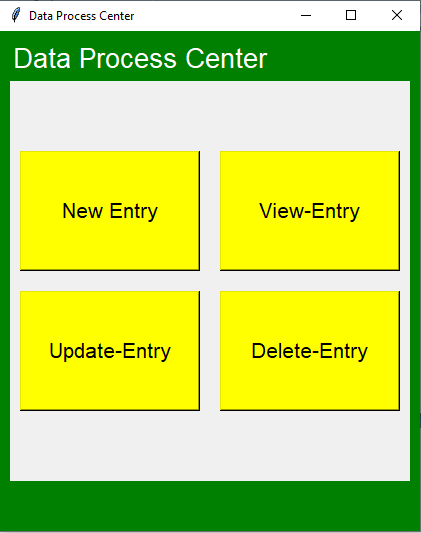 Data Process Center
Data Process Center
New Entry
View-Entry
Update-Entry
Delete-Entry